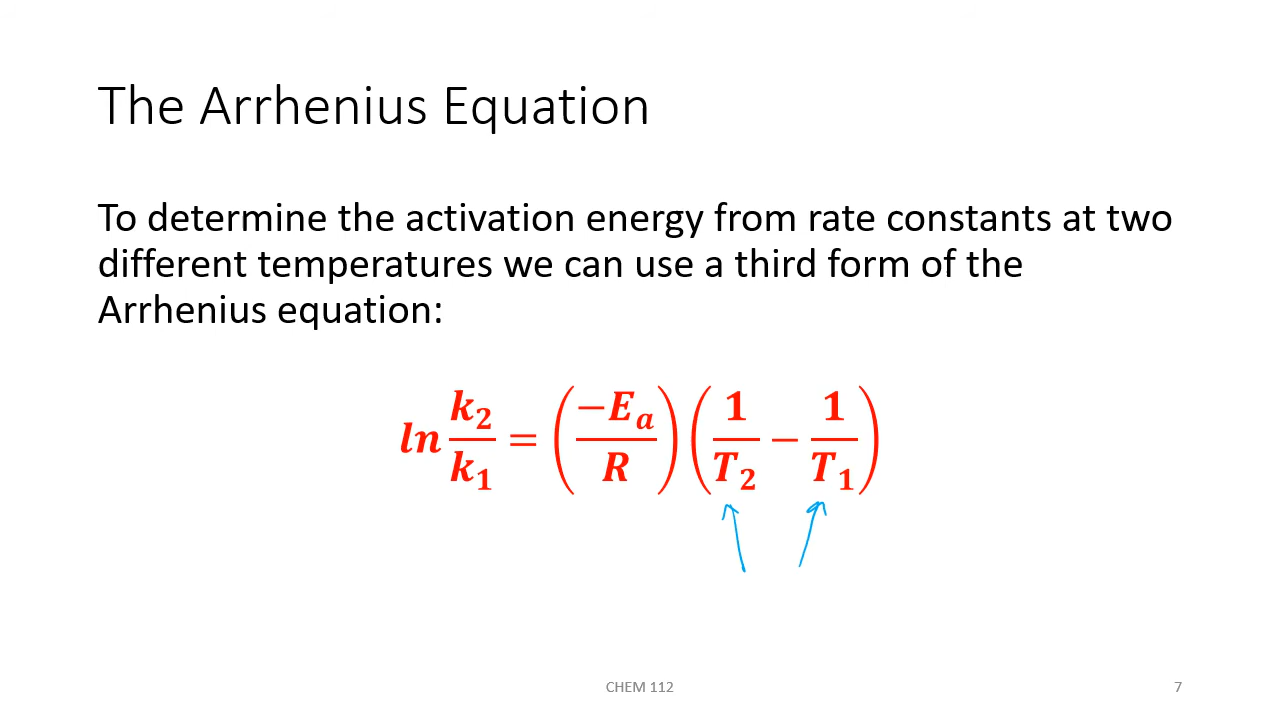 The Arrhenius Equation
To determine the activation energy from rate constants at two
different temperatures we can use a third form of the
Arrhenius equation:
ln k₂/k₁ = (−Eₐ/R) (1/T₂ − 1/T₁)
CHEM 112
7